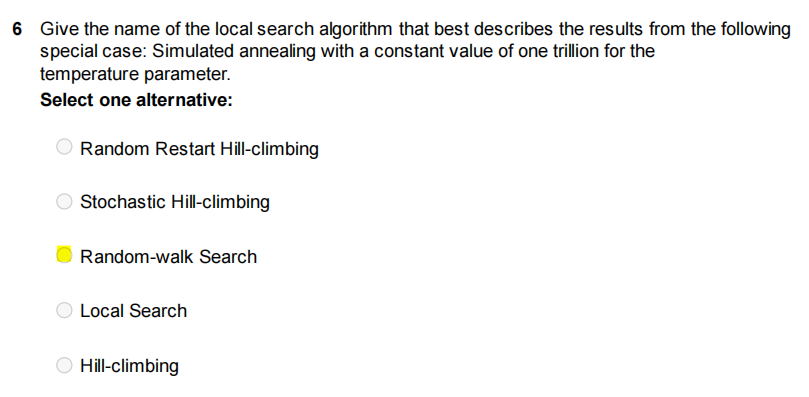 6 Give the name of the local search algorithm that best describes the results from the following
special case: Simulated annealing with a constant value of one trillion for the
temperature parameter.
Select one alternative:
Random Restart Hill-climbing
Stochastic Hill-climbing
Random-walk Search
Local Search
Hill-climbing